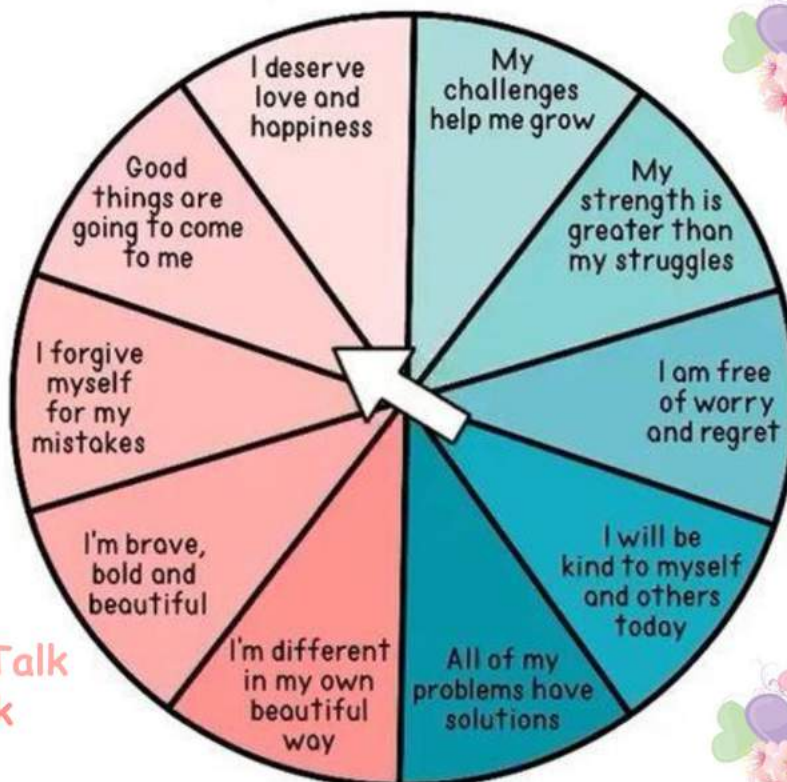 I deserve
love and
happiness
My
challenges
help me grow
My
strength is
greater than
my struggles
I am free
of worry
and regret
I will be
kind to myself
and others
today
All of my
problems have
solutions
I'm different
in my own
beautiful
way
I'm brave,
bold and
beautiful
I forgive
myself
for my
mistakes
Good
things are
going to come
to me
Talk